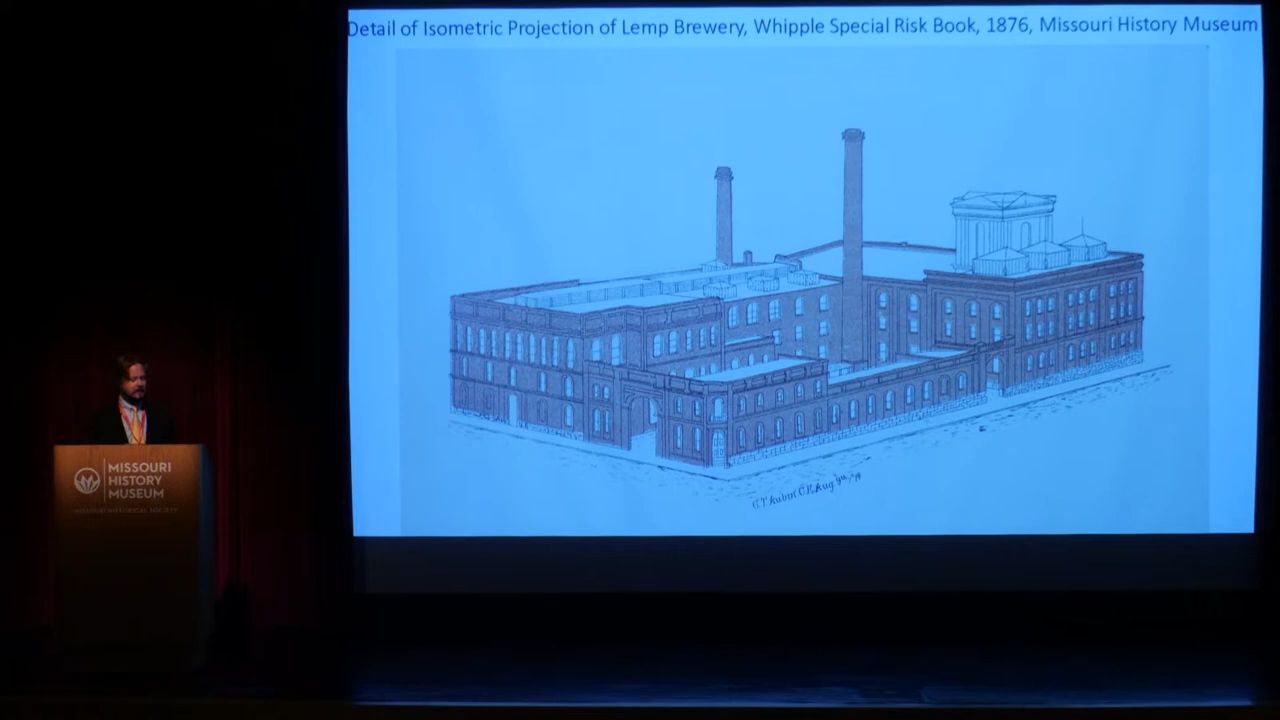 Detail of Isometric Projection of Lemp Brewery, Whipple Special Risk Book, 1876, Missouri History Museum
MISSOURI
HISTORY
MUSEUM